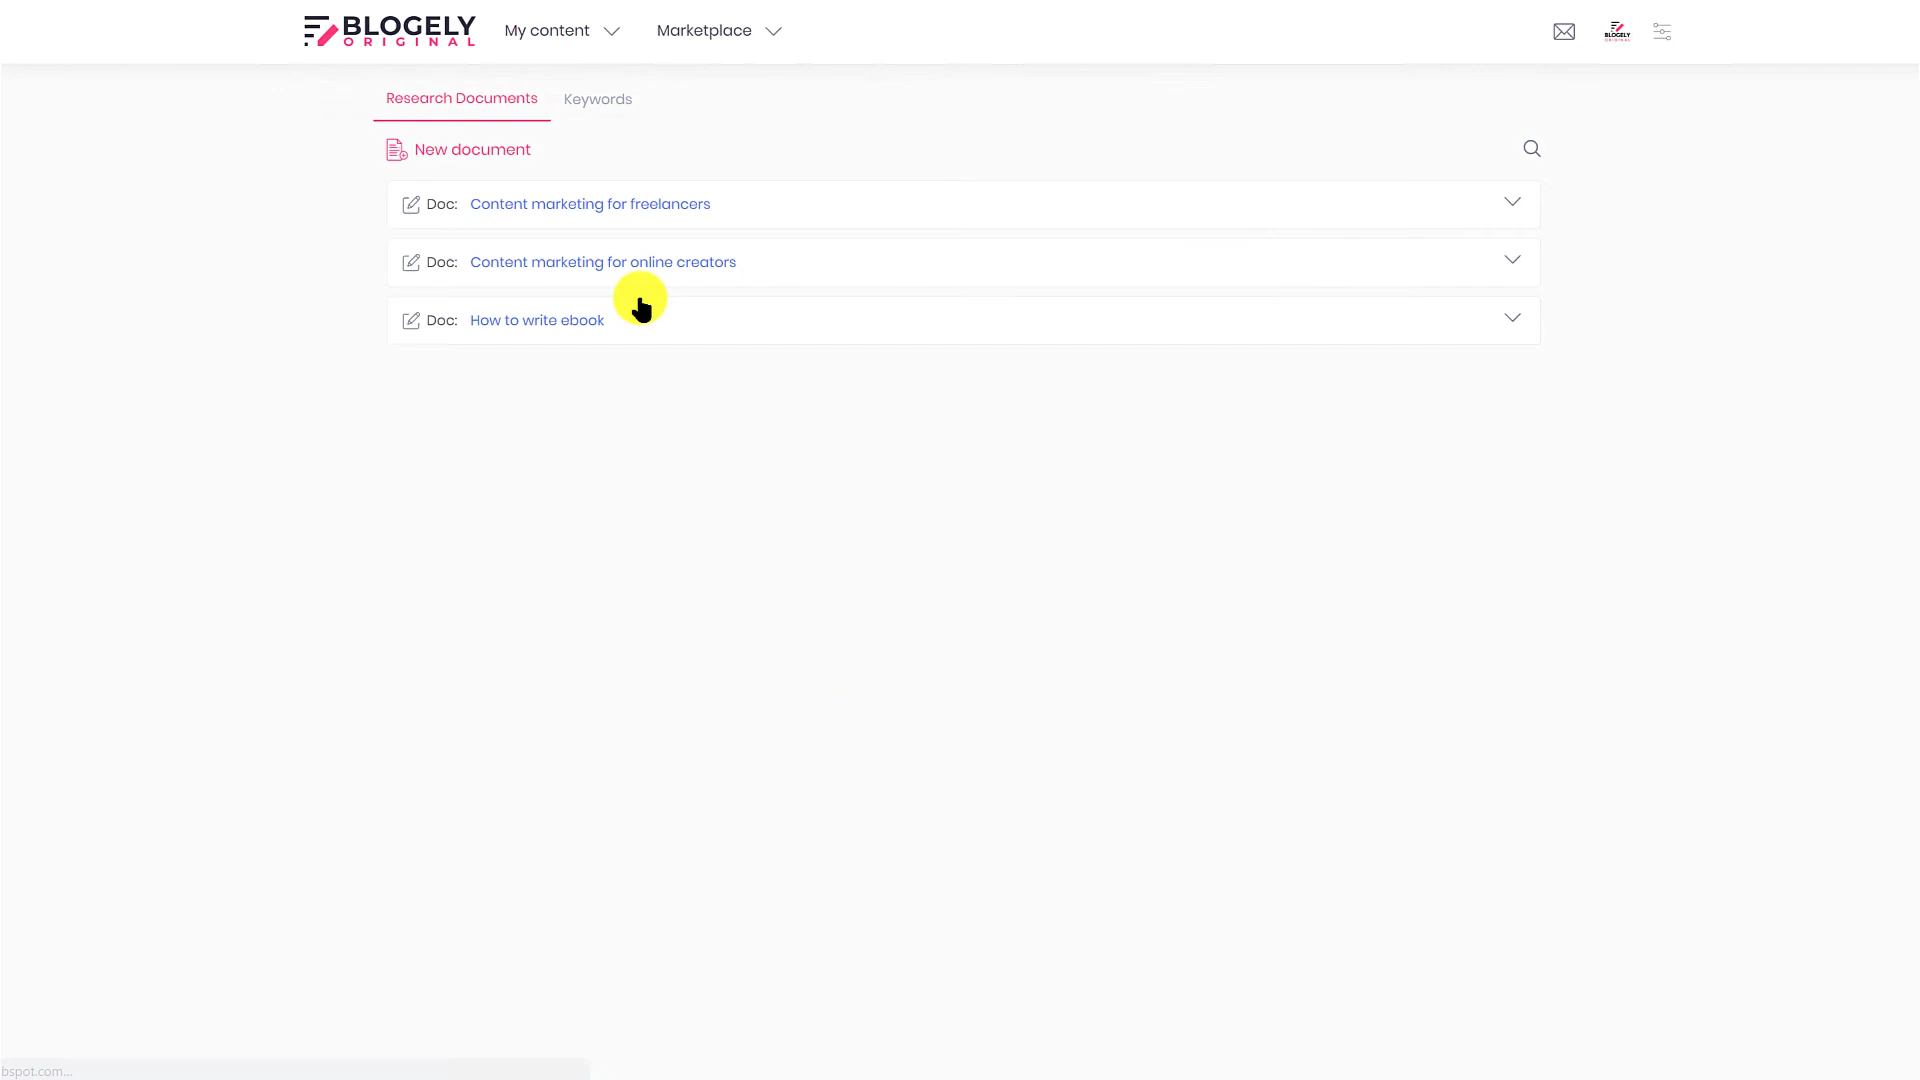 BLOGELY
ORIGINAL
My content
Marketplace
BLOGELY
Research Documents
Keywords
New document
Doc: Content marketing for freelancers
Doc: Content marketing for online creators
Doc: How to write ebook
bspot.com...